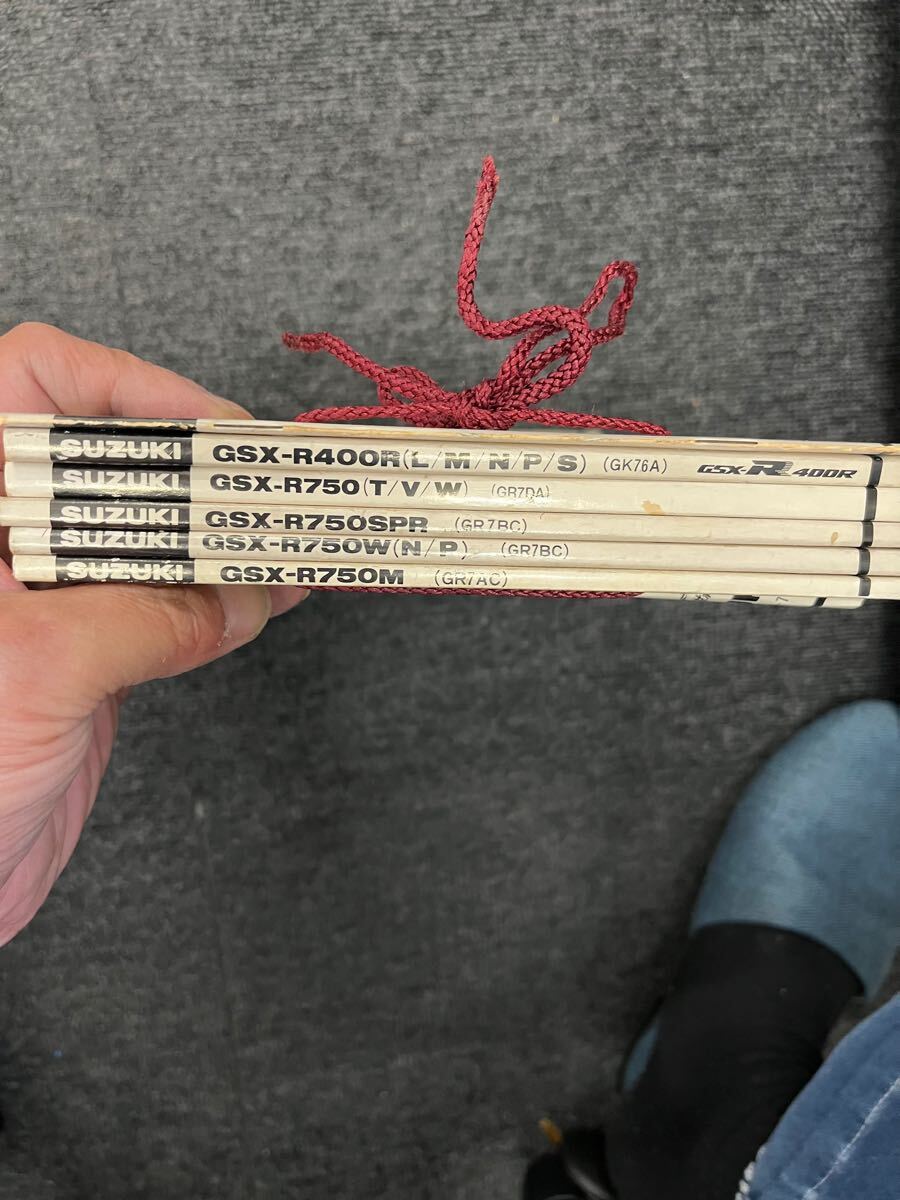 SUZUKI GSX-R400R(L/M/N/P/S) (GK76A) GSX-R 400R
SUZUKI GSX-R750(T/V/W) (GR7DA)
SUZUKI GSX-R750SPR (GR7BC)
SUZUKI GSX-R750W(N/P) (GR7BC)
SUZUKI GSX-R750M (GR7AC)